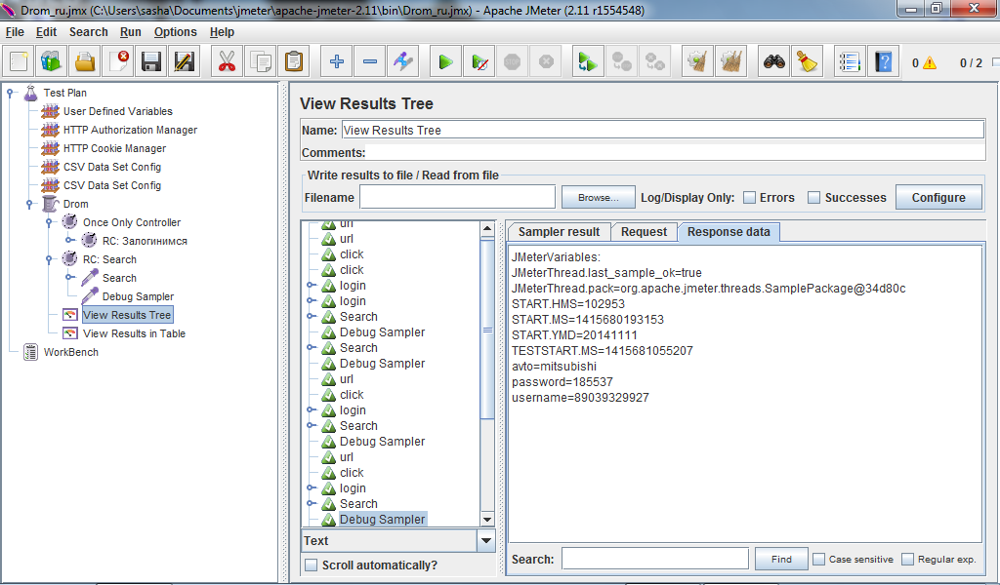 Drom_ru.jmx (C:\Users\sasha\Documents\jmeter\apache-jmeter-2.11\bin\Drom_ru.jmx) - Apache JMeter (2.11 r1554548)
File Edit Search Run Options Help
0 0 / 2
Test Plan
User Defined Variables
HTTP Authorization Manager
HTTP Cookie Manager
CSV Data Set Config
CSV Data Set Config
Drom
Once Only Controller
RC: Залогинимся
RC: Search
Search
Debug Sampler
View Results Tree
View Results in Table
WorkBench
View Results Tree
Name: View Results Tree
Comments:
Write results to file / Read from file
Filename Browse... Log/Display Only: Errors Successes Configure
url
url
click
click
login
login
Search
Debug Sampler
Search
Debug Sampler
url
click
login
Search
Debug Sampler
url
click
login
Search
Debug Sampler
Text
Scroll automatically?
Sampler result Request Response data
JMeterVariables:
JMeterThread.last_sample_ok=true
JMeterThread.pack=org.apache.jmeter.threads.SamplePackage@34d80c
START.HMS=102953
START.MS=1415680193153
START.YMD=20141111
TESTSTART.MS=1415681055207
avto=mitsubishi
password=185537
username=89039329927
Search: Find Case sensitive Regular exp.